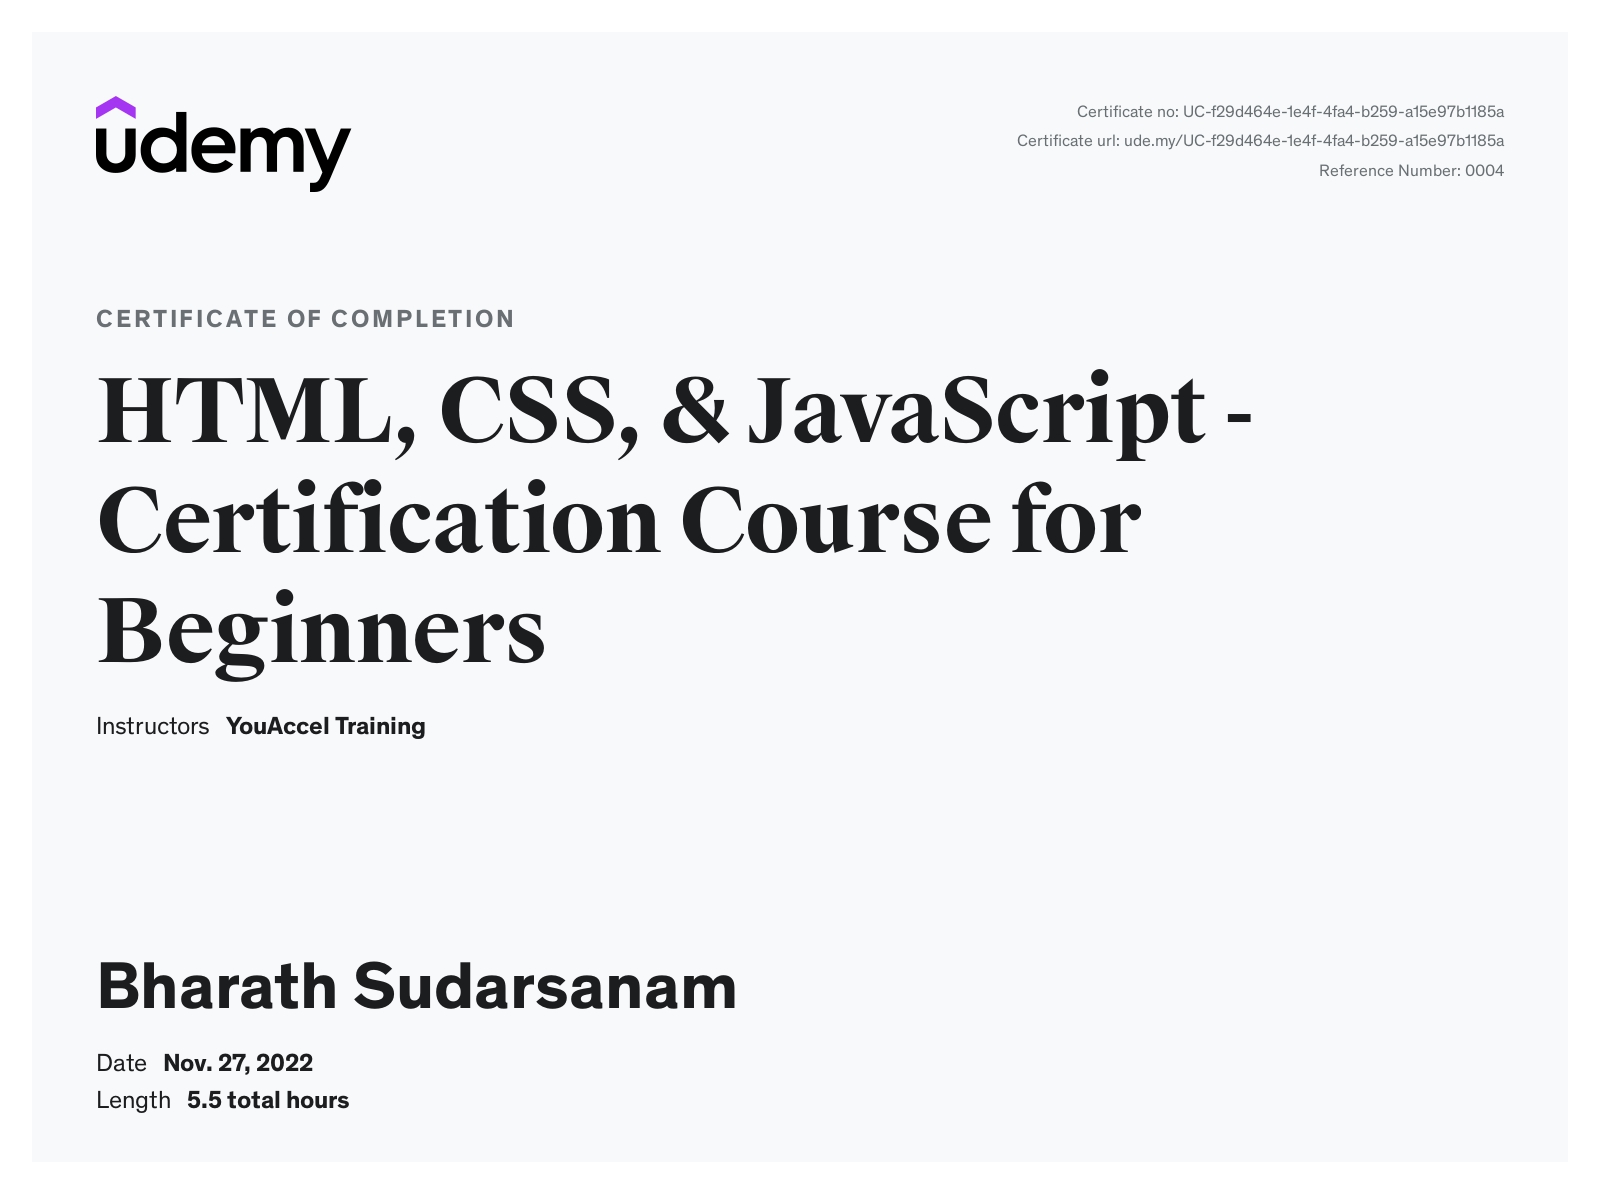 udemy
Certificate no: UC-f29d464e-1e4f-4fa4-b259-a15e97b1185a
Certificate url: ude.my/UC-f29d464e-1e4f-4fa4-b259-a15e97b1185a
Reference Number: 0004
CERTIFICATE OF COMPLETION
HTML, CSS, & JavaScript -
Certification Course for
Beginners
Instructors YouAccel Training
Bharath Sudarsanam
Date Nov. 27, 2022
Length 5.5 total hours